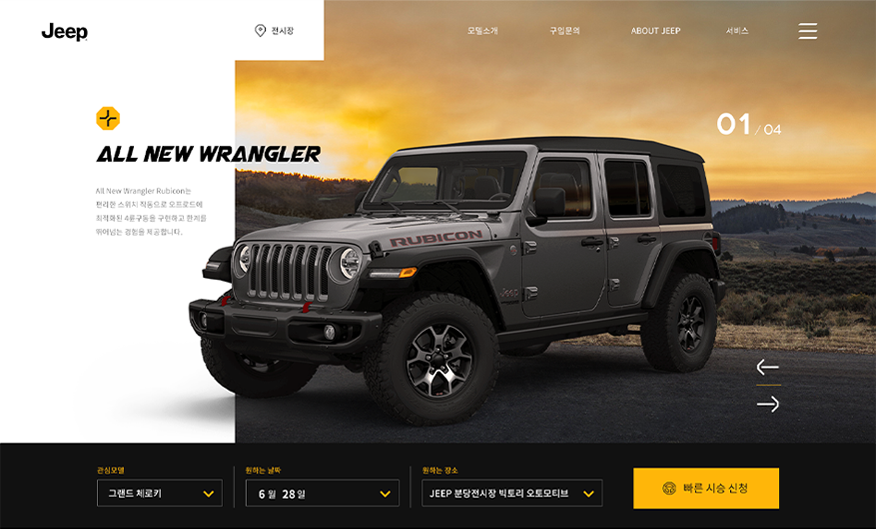 Jeep
전시장
모델소개
구입문의
ABOUT JEEP
서비스
01 / 04
ALL NEW WRANGLER
All New Wrangler Rubicon는
편리한 스위치 작동으로 오프로드에
최적화된 4륜구동을 구현하고 한계를
뛰어넘는 경험을 제공합니다.
RUBICON
Jeep
관심모델
그랜드 체로키
원하는 날짜
6 월 28 일
원하는 장소
JEEP 분당전시장 빅토리 오토모티브
빠른 시승 신청